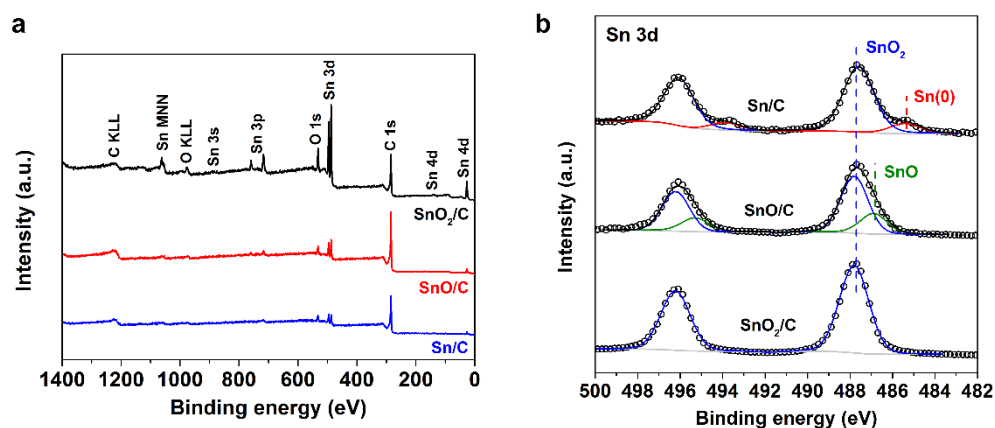 a
C KLL
Sn MNN
O KLL
Sn 3s
Sn 3p
O 1s
Sn 3d
C 1s
Sn 4d
Sn 4d
SnO₂/C
SnO/C
Sn/C
Intensity (a.u.)
1400 1200 1000 800 600 400 200 0
Binding energy (eV)
b
Sn 3d
SnO₂
Sn(0)
Sn/C
SnO
SnO/C
SnO₂/C
Intensity (a.u.)
500 498 496 494 492 490 488 486 484 482
Binding energy (eV)